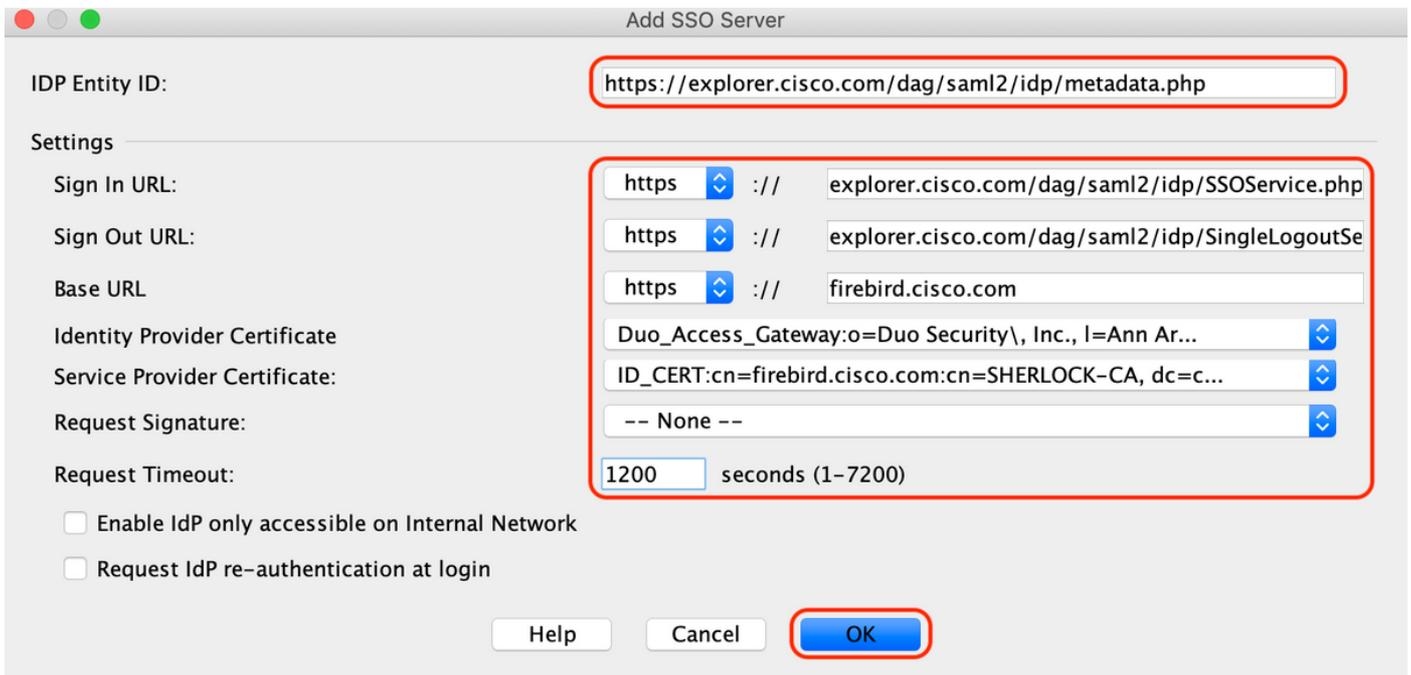 Add SSO Server
IDP Entity ID: https://explorer.cisco.com/dag/saml2/idp/metadata.php
Settings
Sign In URL: https :// explorer.cisco.com/dag/saml2/idp/SSOService.php
Sign Out URL: https :// explorer.cisco.com/dag/saml2/idp/SingleLogoutSe
Base URL https :// firebird.cisco.com
Identity Provider Certificate Duo_Access_Gateway:o=Duo Security\, Inc., l=Ann Ar...
Service Provider Certificate: ID_CERT:cn=firebird.cisco.com:cn=SHERLOCK-CA, dc=c...
Request Signature: -- None --
Request Timeout: 1200 seconds (1-7200)
Enable IdP only accessible on Internal Network
Request IdP re-authentication at login
Help Cancel OK